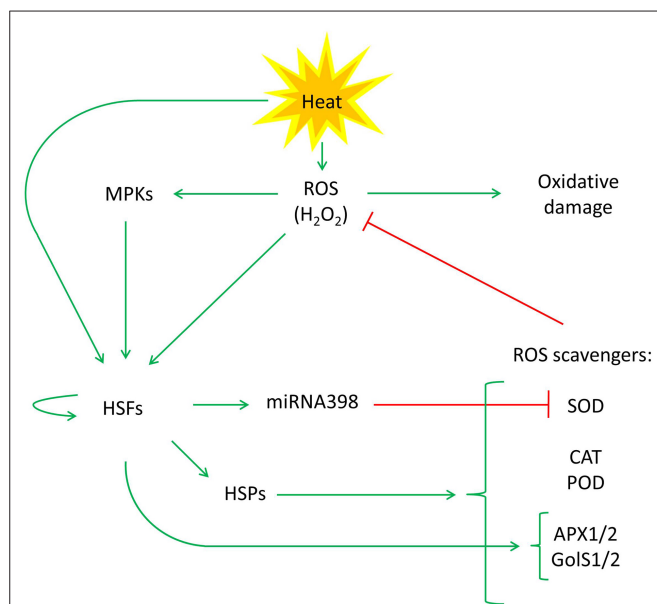 Heat
MPKs
ROS
(H₂O₂)
Oxidative
damage
ROS scavengers:
HSFs
miRNA398
SOD
CAT
POD
HSPs
APX1/2
GolS1/2